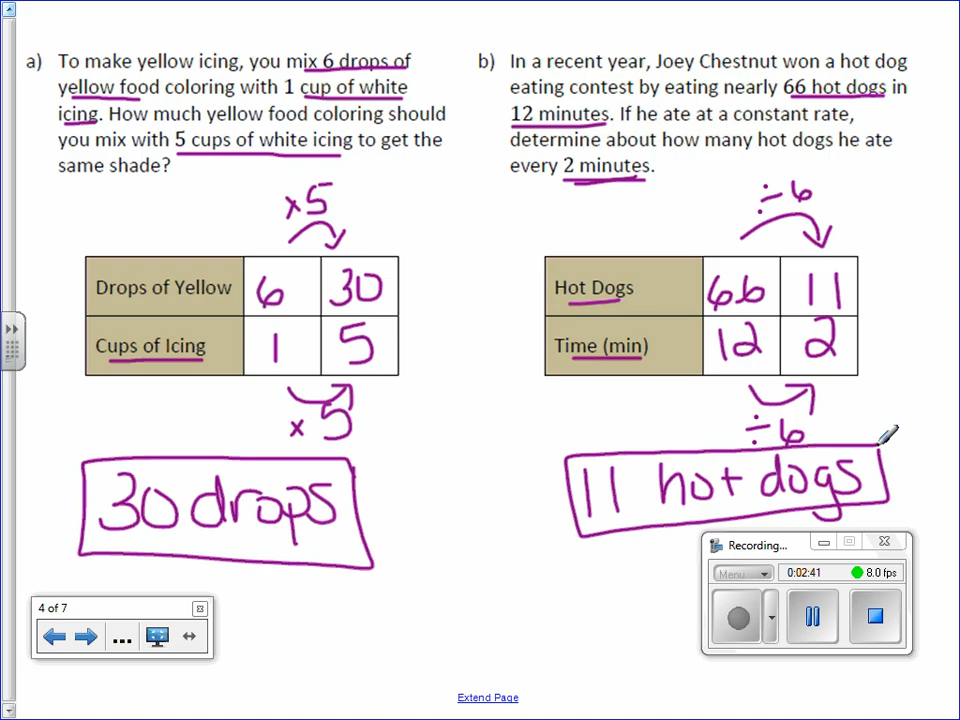 a) To make yellow icing, you mix 6 drops of
yellow food coloring with 1 cup of white
icing. How much yellow food coloring should
you mix with 5 cups of white icing to get the
same shade?
×5
Drops of Yellow 6 30
Cups of Icing 1 5
× 5
30 drops
b) In a recent year, Joey Chestnut won a hot dog
eating contest by eating nearly 66 hot dogs in
12 minutes. If he ate at a constant rate,
determine about how many hot dogs he ate
every 2 minutes.
÷6
Hot Dogs 66 11
Time (min) 12 2
÷6
11 hot dogs
Recording...
Menu 0:02:41 8.0 fps
4 of 7
...
Extend Page